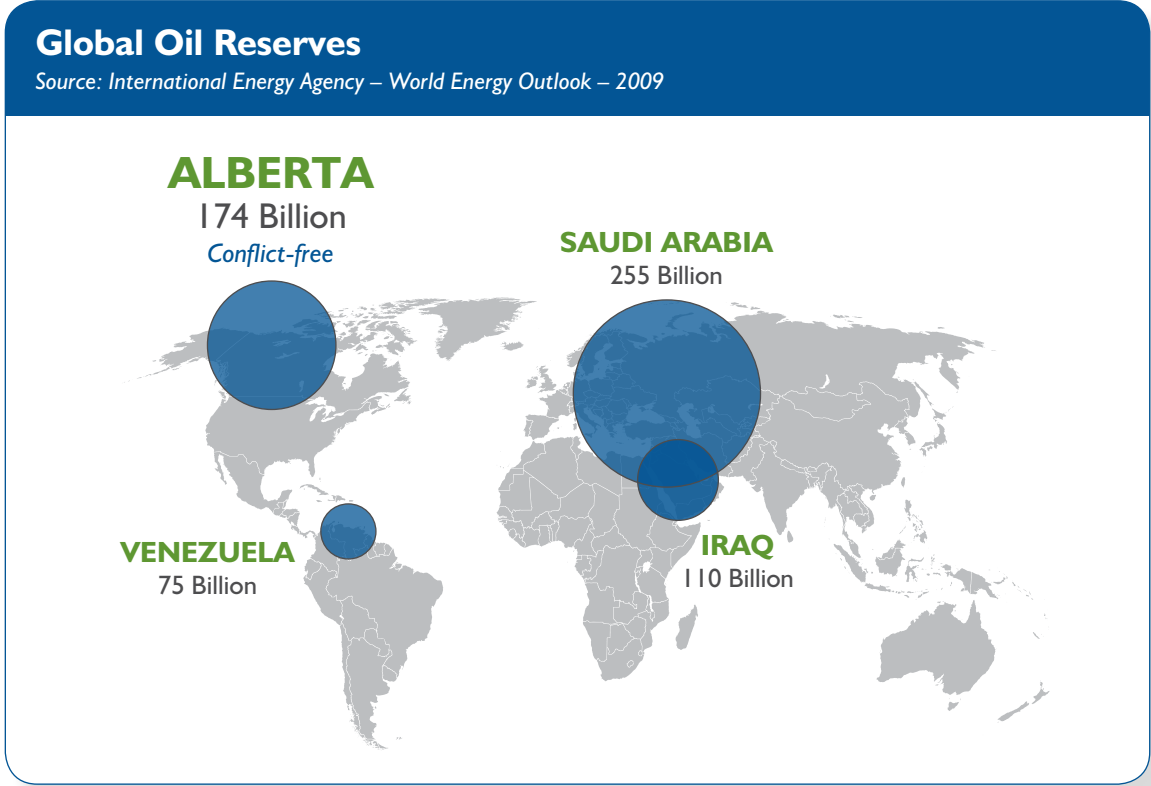 Global Oil Reserves
Source: International Energy Agency – World Energy Outlook – 2009
ALBERTA
174 Billion
Conflict-free
SAUDI ARABIA
255 Billion
VENEZUELA
75 Billion
IRAQ
110 Billion